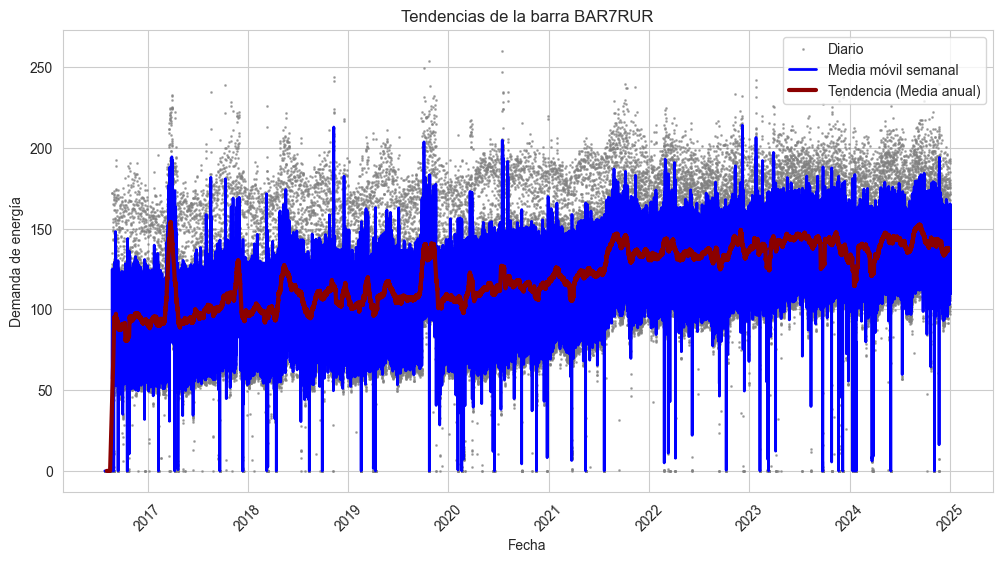 Tendencias de la barra BAR7RUR
Diario
Media móvil semanal
Tendencia (Media anual)
Demanda de energía
250
200
150
100
50
0
2017
2018
2019
2020
2021
2022
2023
2024
2025
Fecha